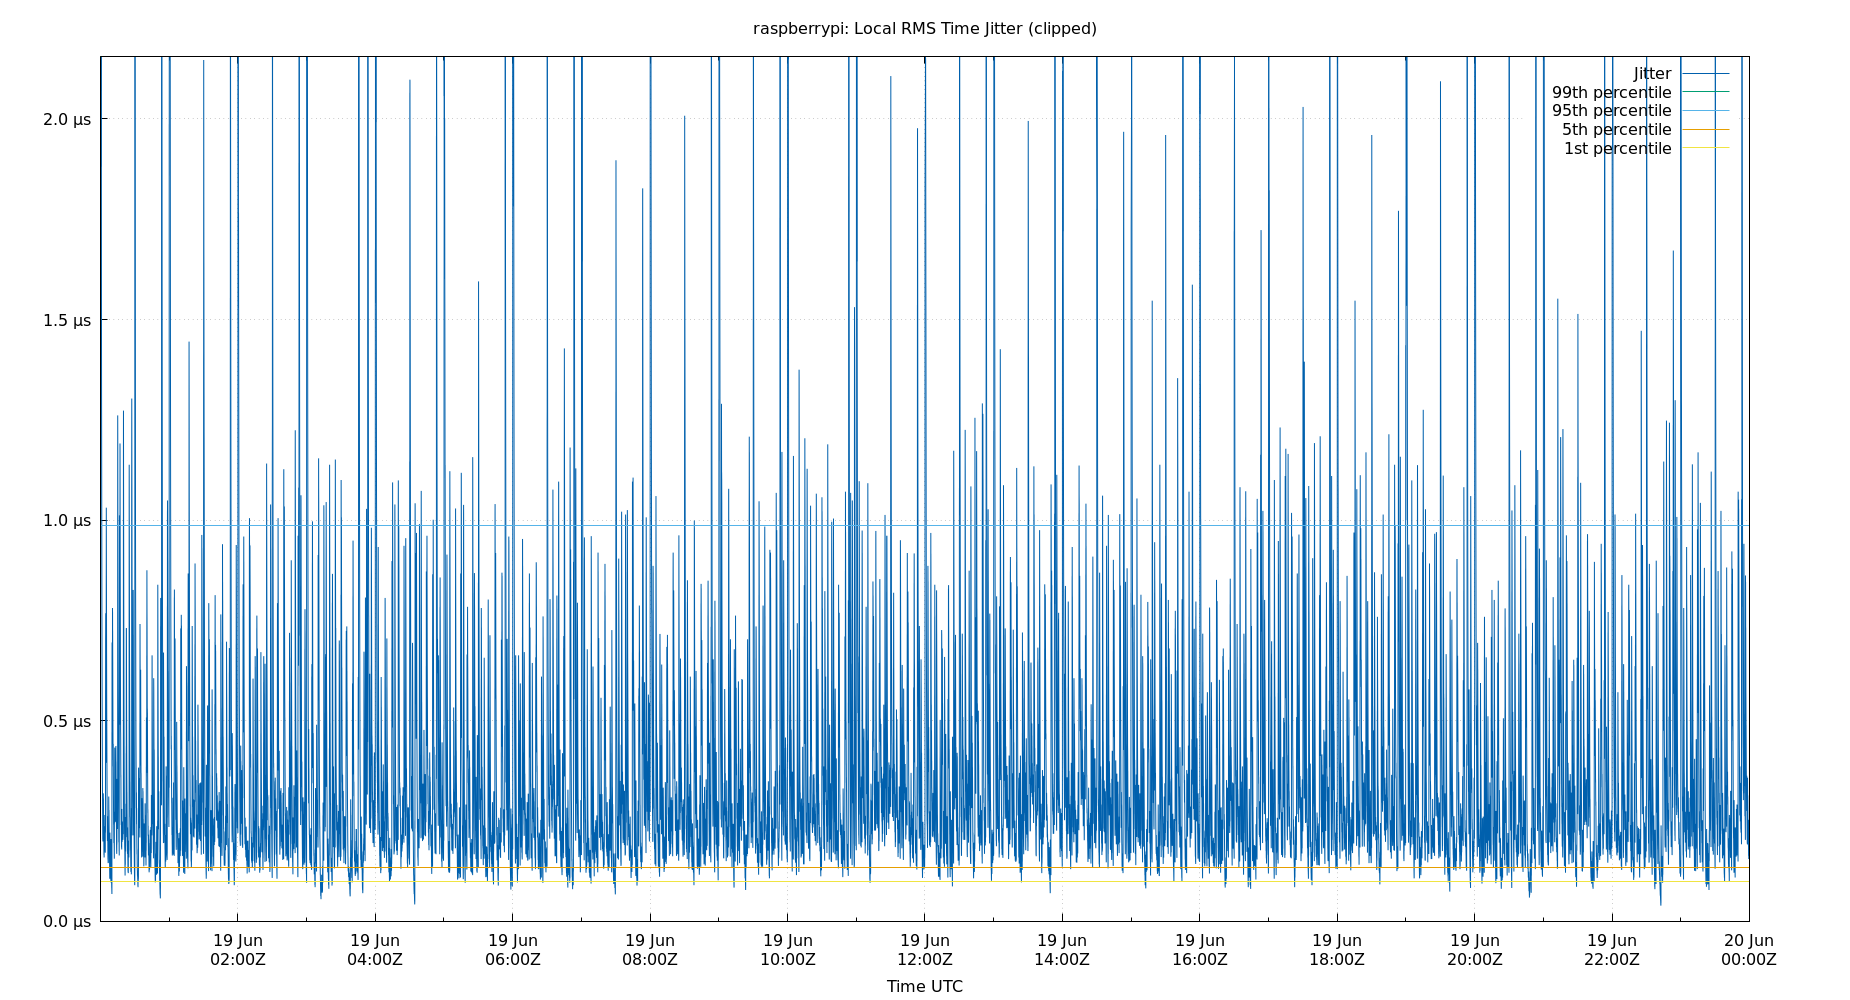 raspberrypi: Local RMS Time Jitter (clipped)
Jitter
99th percentile
95th percentile
5th percentile
1st percentile
2.0 µs
1.5 µs
1.0 µs
0.5 µs
0.0 µs
19 Jun 19 Jun 19 Jun 19 Jun 19 Jun 19 Jun 19 Jun 19 Jun 19 Jun 19 Jun 19 Jun 20 Jun
02:00Z 04:00Z 06:00Z 08:00Z 10:00Z 12:00Z 14:00Z 16:00Z 18:00Z 20:00Z 22:00Z 00:00Z
Time UTC